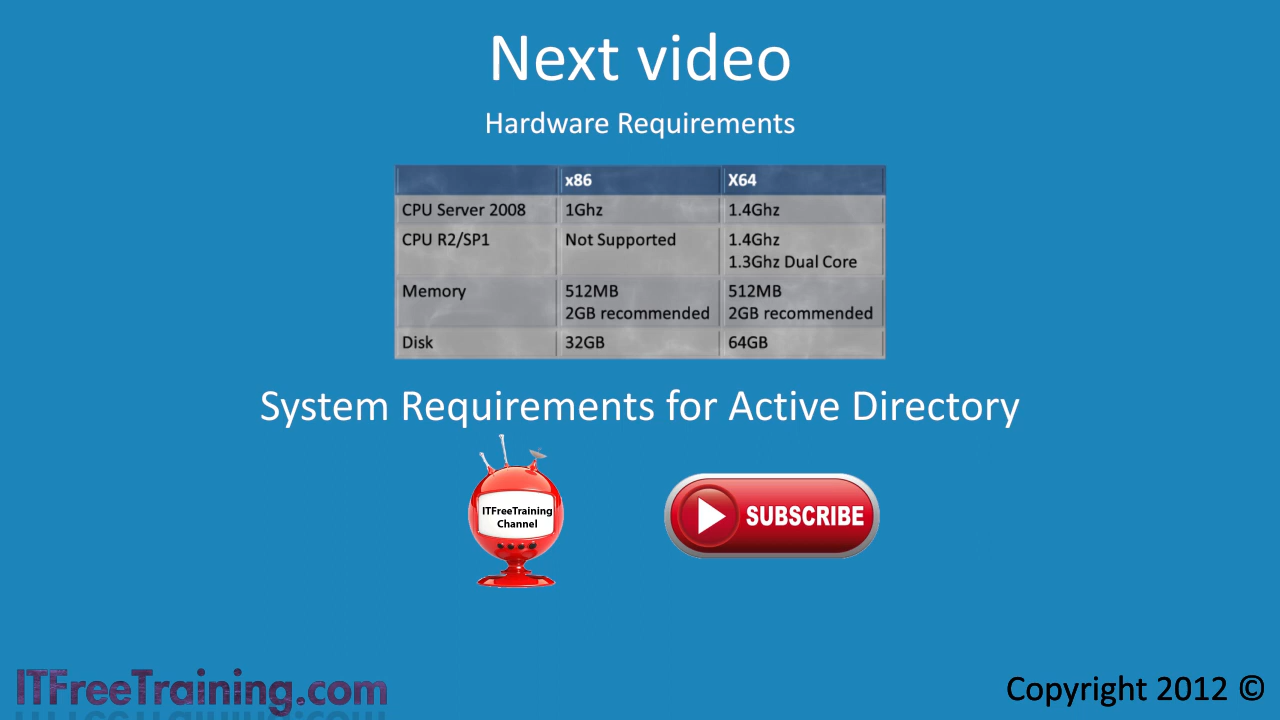 Next video
Hardware Requirements
x86 X64
CPU Server 2008 1Ghz 1.4Ghz
CPU R2/SP1 Not Supported 1.4Ghz
1.3Ghz Dual Core
Memory 512MB 512MB
2GB recommended 2GB recommended
Disk 32GB 64GB
System Requirements for Active Directory
ITFreeTraining
Channel
SUBSCRIBE
ITFreeTraining.com
Copyright 2012 ©